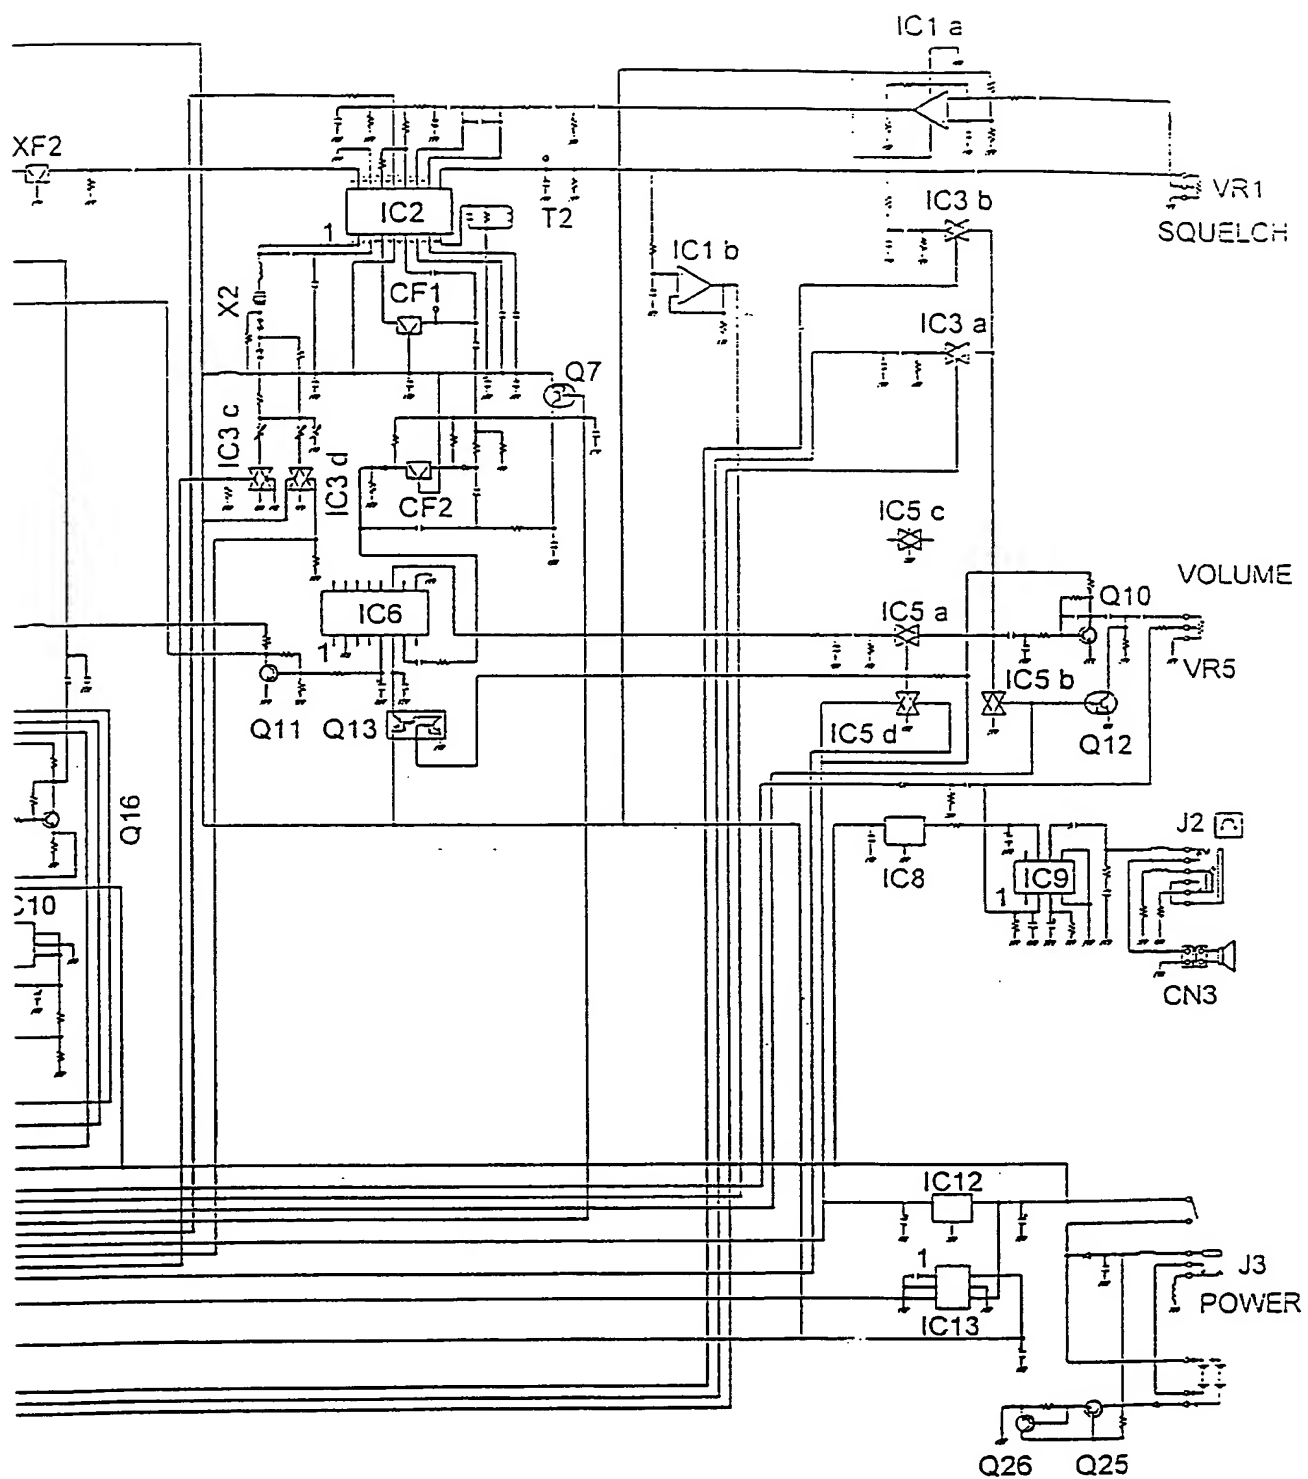 IC1 a
XF2
IC2
1
T2
IC1 b
IC3 b
VR1
SQUELCH
X2
CF1
IC3 a
Q7
IC3 c
IC3 d
CF2
IC5 c
VOLUME
IC6
1
IC5 a
Q10
VR5
Q11
Q13
IC5 d
IC5 b
Q12
Q16
J2
IC8
IC9
1
C10
CN3
IC12
1
IC13
J3
POWER
Q26
Q25